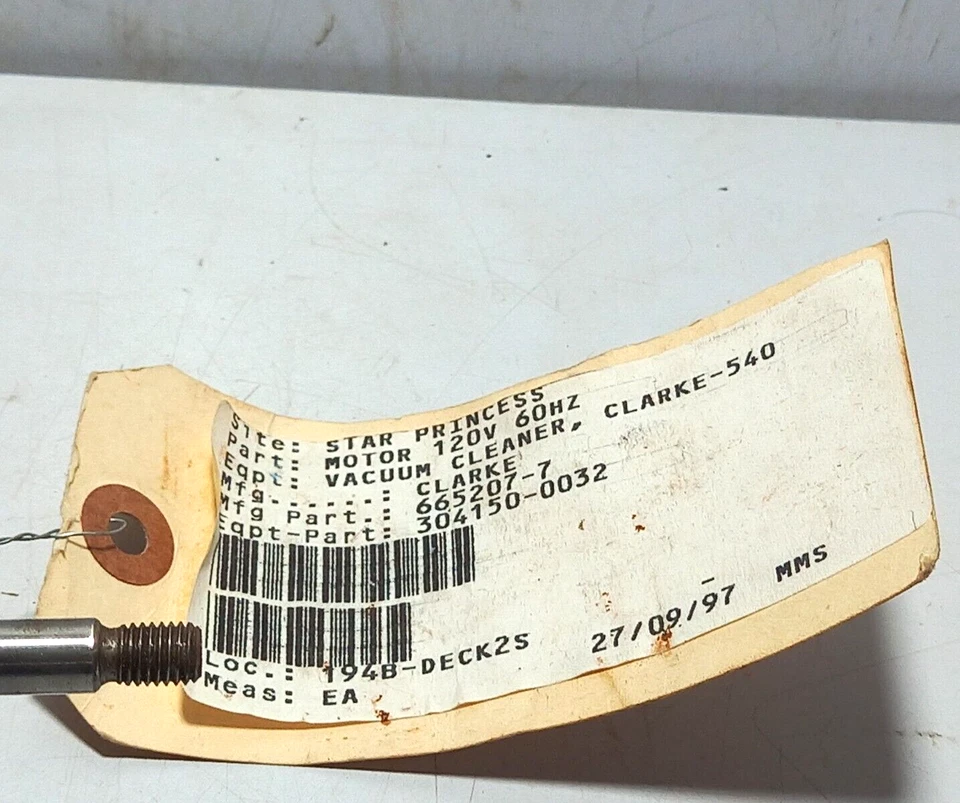 Site: STAR PRINCESS
Part: MOTOR 120V 60HZ
Eqpt: VACUUM CLEANER, CLARKE-540
Mfg......: CLARKE
Mfg Part.: 665207-7
Eqpt-Part: 304150-0032
Loc.: 194B-DECK2S 27/09/97 MMS
Meas: EA